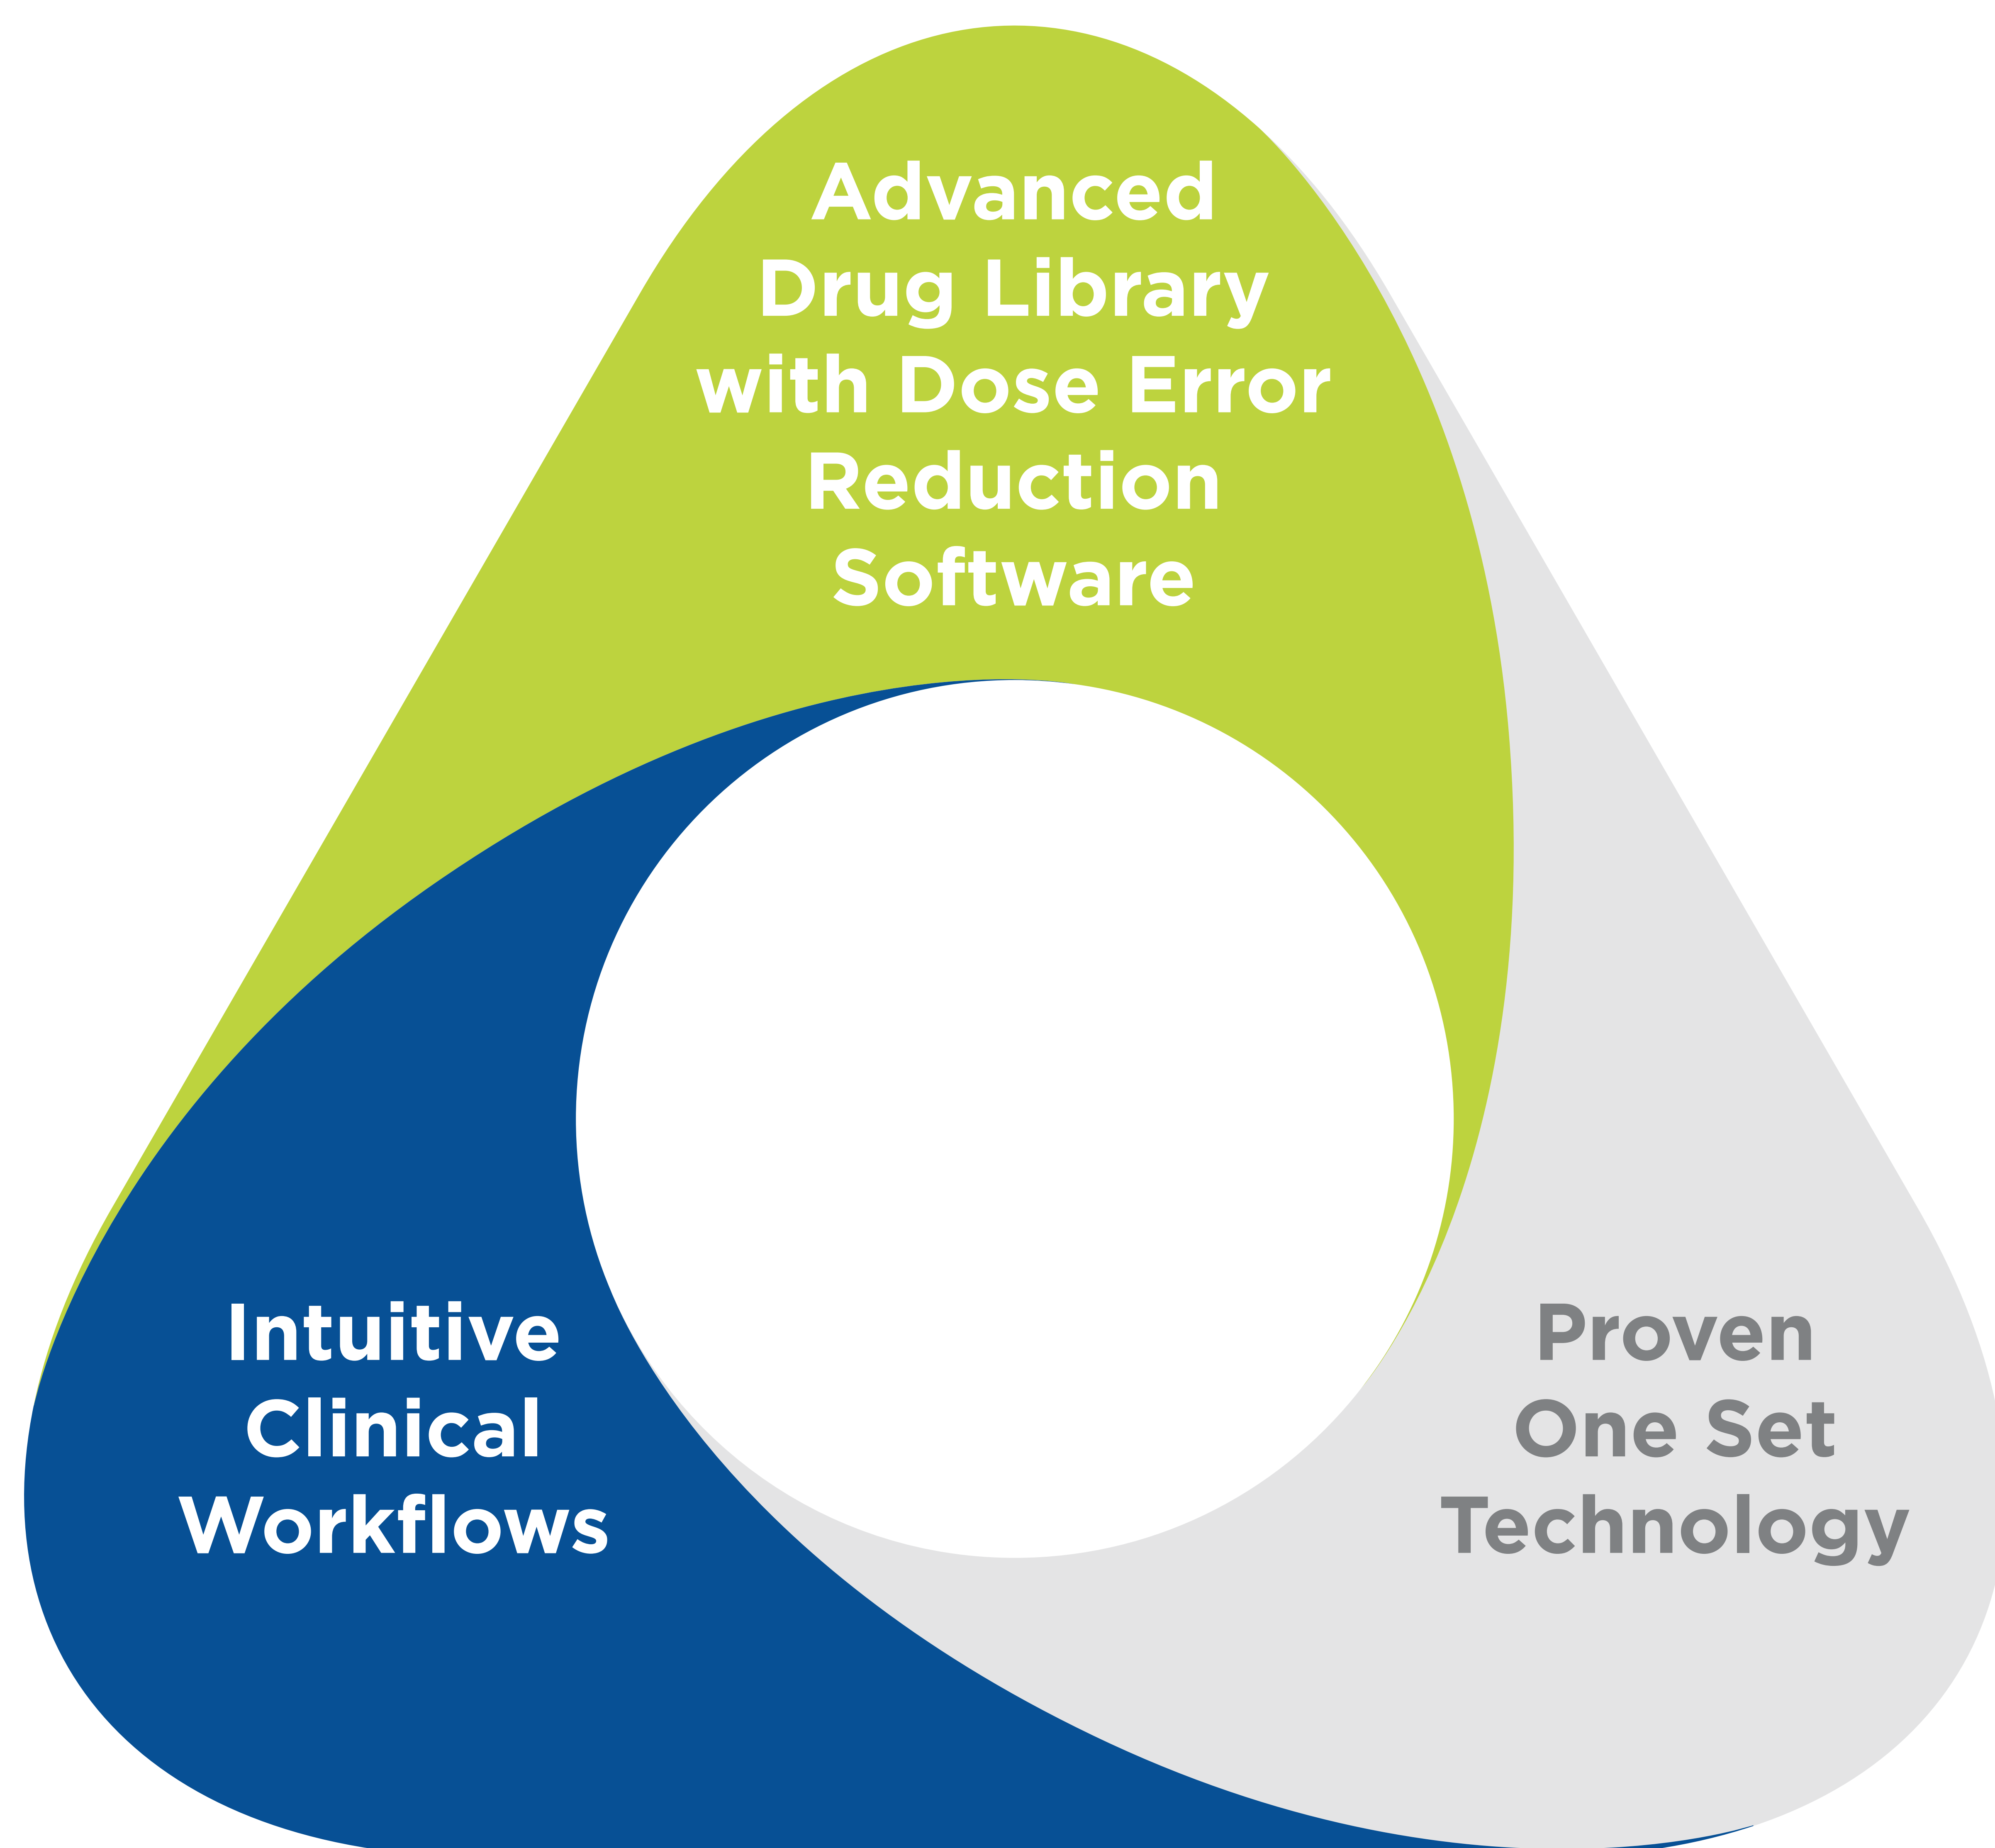 Advanced
Drug Library
with Dose Error
Reduction
Software
Intuitive
Clinical
Workflows
Proven
One Set
Technology